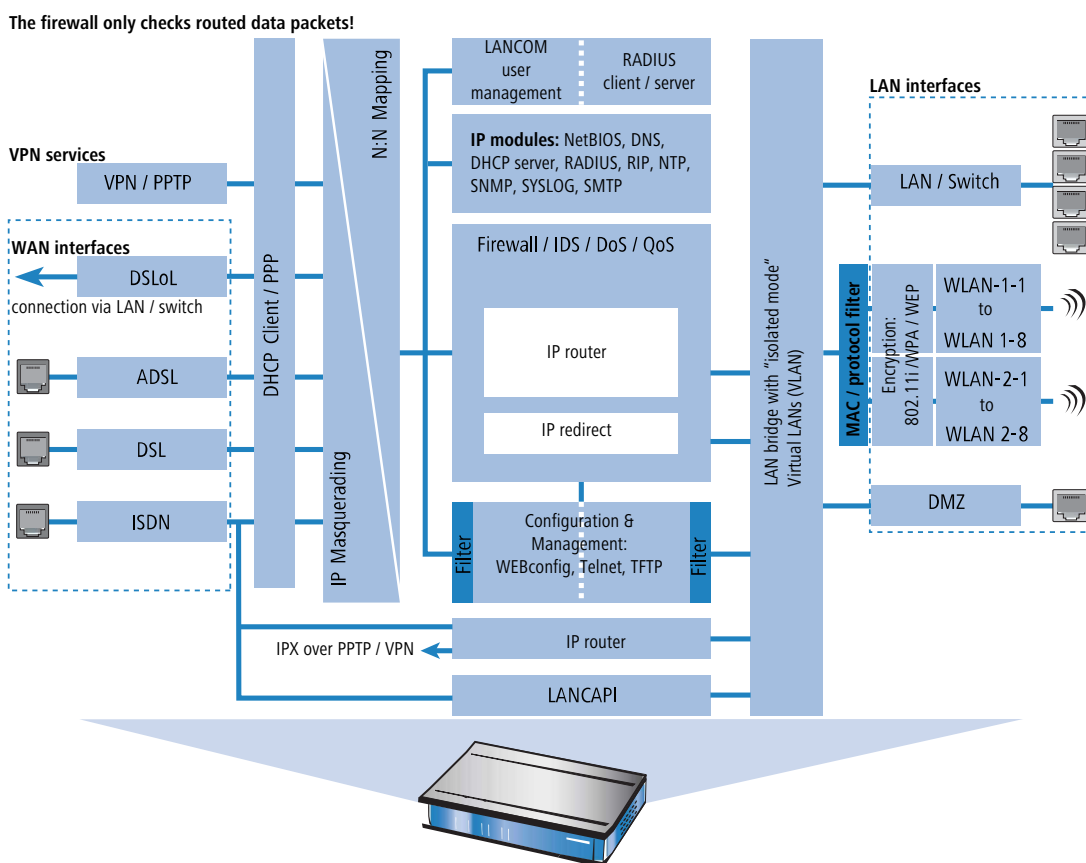 The firewall only checks routed data packets!
VPN services
VPN / PPTP
WAN interfaces
DSLoL
connection via LAN / switch
ADSL
DSL
ISDN
DHCP Client / PPP
IP Masquerading
N:N Mapping
LANCOM
user
management
RADIUS
client / server
IP modules: NetBIOS, DNS,
DHCP server, RADIUS, RIP, NTP,
SNMP, SYSLOG, SMTP
Firewall / IDS / DoS / QoS
IP router
IP redirect
Filter
Configuration &
Management:
WEBconfig, Telnet, TFTP
Filter
IPX over PPTP / VPN
IP router
LANCAPI
LAN bridge with "isolated mode"
Virtual LANs (VLAN)
LAN interfaces
LAN / Switch
MAC / protocol filter
Encryption:
802.11i /WPA / WEP
WLAN-1-1
to
WLAN 1-8
WLAN-2-1
to
WLAN 2-8
DMZ